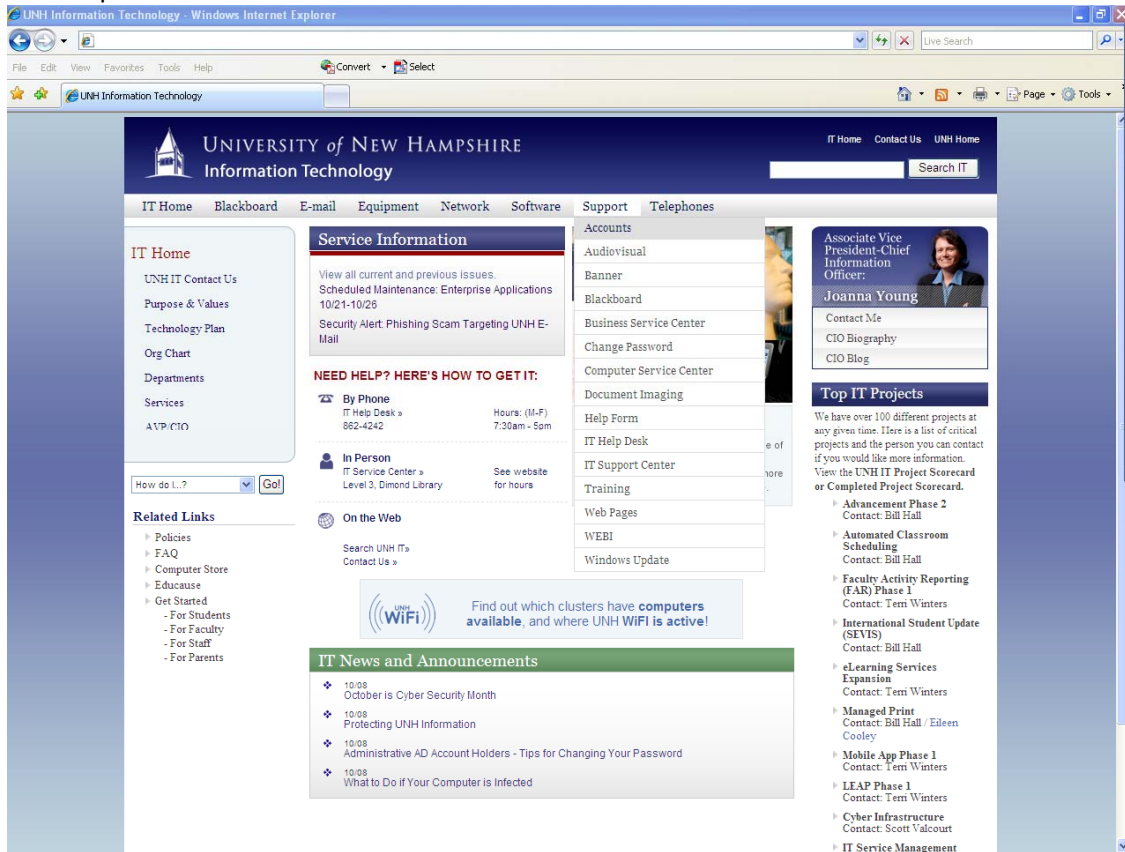 UNH Information Technology - Windows Internet Explorer
Live Search
File Edit View Favorites Tools Help
Convert Select
UNH Information Technology
Page Tools
UNIVERSITY of NEW HAMPSHIRE
Information Technology
IT Home Contact Us UNH Home
Search IT
IT Home Blackboard E-mail Equipment Network Software Support Telephones
IT Home
UNH IT Contact Us
Purpose & Values
Technology Plan
Org Chart
Departments
Services
AVP/CIO
How do I...? Go!
Related Links
Policies
FAQ
Computer Store
Educause
Get Started
- For Students
- For Faculty
- For Staff
- For Parents
Service Information
View all current and previous issues.
Scheduled Maintenance: Enterprise Applications
10/21-10/26
Security Alert: Phishing Scam Targeting UNH E-
Mail
NEED HELP? HERE'S HOW TO GET IT:
By Phone
IT Help Desk » Hours: (M-F)
862-4242 7:30am - 5pm
In Person
IT Service Center » See website
Level 3, Dimond Library for hours
On the Web
Search UNH IT»
Contact Us »
Accounts
Audiovisual
Banner
Blackboard
Business Service Center
Change Password
Computer Service Center
Document Imaging
Help Form
IT Help Desk
IT Support Center
Training
Web Pages
WEBI
Windows Update
e of
nore
UNH WiFi
Find out which clusters have computers
available, and where UNH WiFI is active!
IT News and Announcements
10/08
October is Cyber Security Month
10/08
Protecting UNH Information
10/08
Administrative AD Account Holders - Tips for Changing Your Password
10/08
What to Do if Your Computer is Infected
Associate Vice
President-Chief
Information
Officer:
Joanna Young
Contact Me
CIO Biography
CIO Blog
Top IT Projects
We have over 100 different projects at
any given time. Here is a list of critical
projects and the person you can contact
if you would like more information.
View the UNH IT Project Scorecard
or Completed Project Scorecard.
Advancement Phase 2
Contact: Bill Hall
Automated Classroom
Scheduling
Contact: Bill Hall
Faculty Activity Reporting
(FAR) Phase 1
Contact: Terri Winters
International Student Update
(SEVIS)
Contact: Bill Hall
eLearning Services
Expansion
Contact: Terri Winters
Managed Print
Contact: Bill Hall / Eileen
Cooley
Mobile App Phase 1
Contact: Terri Winters
LEAP Phase 1
Contact: Terri Winters
Cyber Infrastructure
Contact: Scott Valcourt
IT Service Management